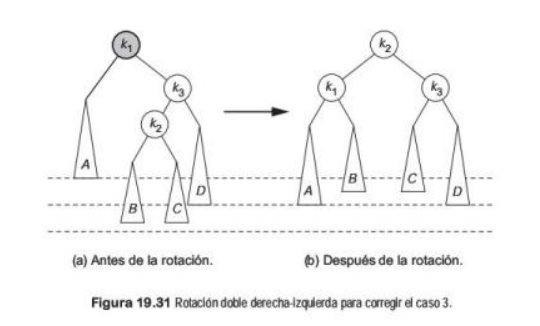 k1
k2
k3
k1
k3
k2
A
B
C
D
A
B
C
D
(a) Antes de la rotación.
(b) Después de la rotación.
Figura 19.31 Rotación doble derecha-izquierda para corregir el caso 3.